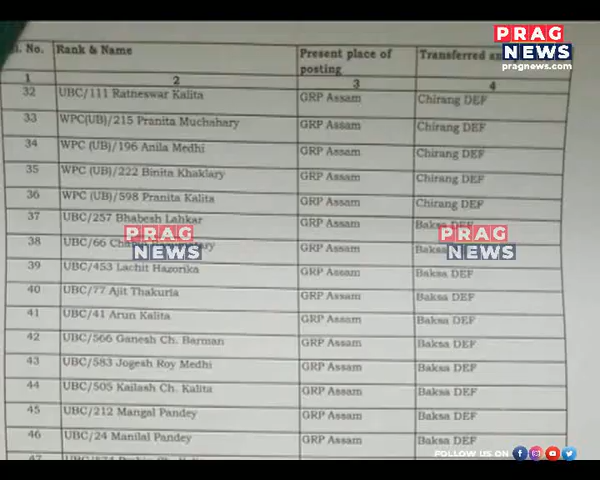 PRAG
NEWS
pragnews.com
l. No. Rank & Name Present place of posting Transferred
1 2 3 4
32 UBC/111 Ratneswar Kalita GRP Assam Chirang DEF
33 WPC(UB)/215 Pranita Muchahary GRP Assam Chirang DEF
34 WPC (UB)/196 Anila Medhi GRP Assam Chirang DEF
35 WPC (UB)/222 Binita Khaklary GRP Assam Chirang DEF
36 WPC (UB)/598 Pranita Kalita GRP Assam Chirang DEF
37 UBC/257 Bhabesh Lahkar GRP Assam Baksa DEF
38 UBC/66 GRP Assam Baksa
PRAG
NEWS
PRAG
NEWS
39 UBC/453 Lachit Hazorika GRP Assam Baksa DEF
40 UBC/77 Ajit Thakuria GRP Assam Baksa DEF
41 UBC/41 Arun Kalita GRP Assam Baksa DEF
42 UBC/566 Ganesh Ch. Barman GRP Assam Baksa DEF
43 UBC/583 Jogesh Roy Medhi GRP Assam Baksa DEF
44 UBC/505 Kailash Ch. Kalita GRP Assam Baksa DEF
45 UBC/212 Mangal Pandey GRP Assam Baksa DEF
46 UBC/24 Manilal Pandey GRP Assam Baksa DEF
47
FOLLOW US ON